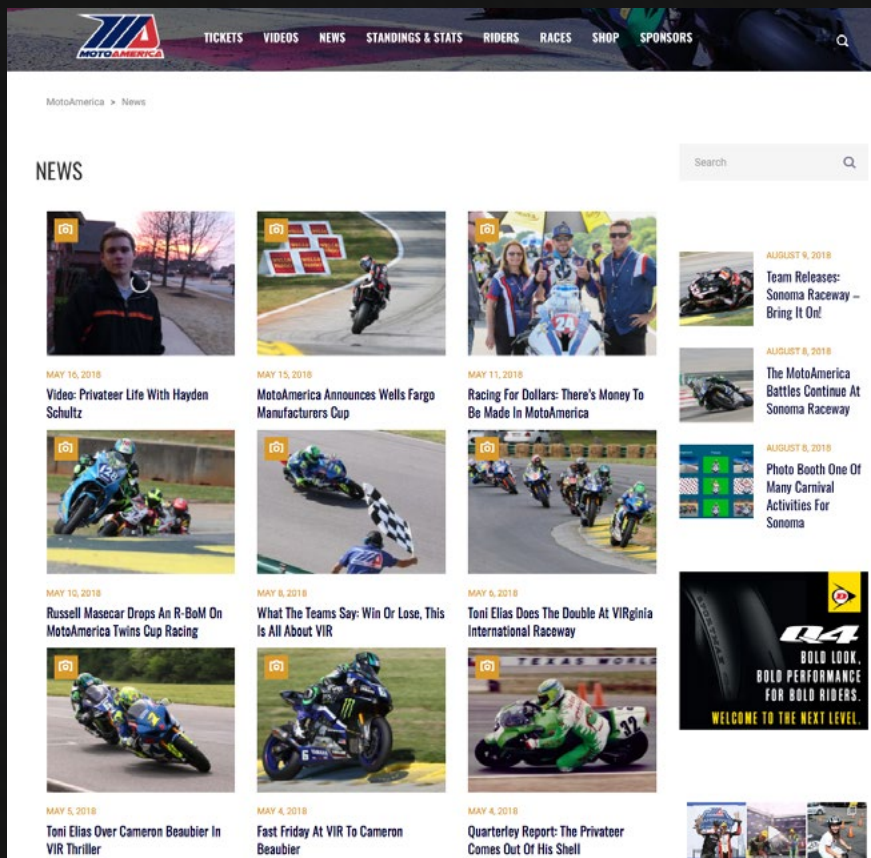 MOTOAMERICA
TICKETS VIDEOS NEWS STANDINGS & STATS RIDERS RACES SHOP SPONSORS
MotoAmerica > News
NEWS
Search
MAY 16, 2018
Video: Privateer Life With Hayden
Schultz
MAY 15, 2018
MotoAmerica Announces Wells Fargo
Manufacturers Cup
24
MAY 11, 2018
Racing For Dollars: There's Money To
Be Made In MotoAmerica
MAY 10, 2018
Russell Masecar Drops An R-BoM On
MotoAmerica Twins Cup Racing
MAY 8, 2018
What The Teams Say: Win Or Lose, This
Is All About VIR
MAY 6, 2018
Toni Elias Does The Double At VIRginia
International Raceway
MAY 5, 2018
Toni Elias Over Cameron Beaubier In
VIR Thriller
6
MAY 4, 2018
Fast Friday At VIR To Cameron
Beaubier
TEXAS WORL
32
MAY 4, 2018
Quarterley Report: The Privateer
Comes Out Of His Shell
AUGUST 9, 2018
Team Releases:
Sonoma Raceway –
Bring It On!
AUGUST 8, 2018
The MotoAmerica
Battles Continue At
Sonoma Raceway
AUGUST 8, 2018
Photo Booth One Of
Many Carnival
Activities For
Sonoma
Q4
BOLD LOOK,
BOLD PERFORMANCE
FOR BOLD RIDERS.
WELCOME TO THE NEXT LEVEL.